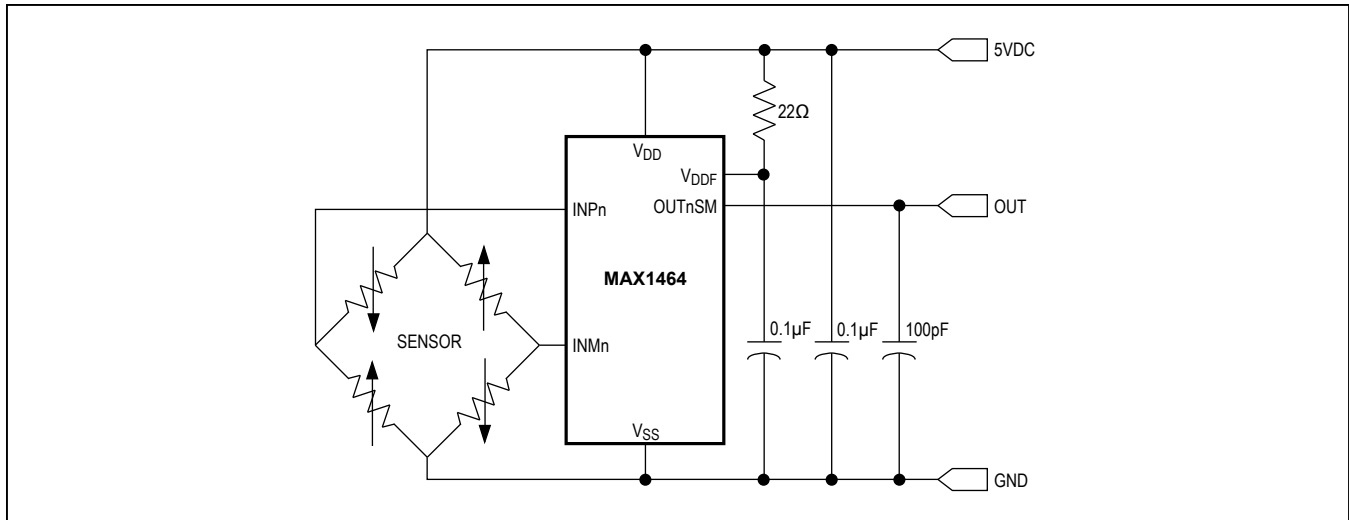 5VDC
22Ω
VDD
VDDF
INPn
OUTnSM
OUT
MAX1464
SENSOR
INMn
0.1µF
0.1µF
100pF
VSS
GND